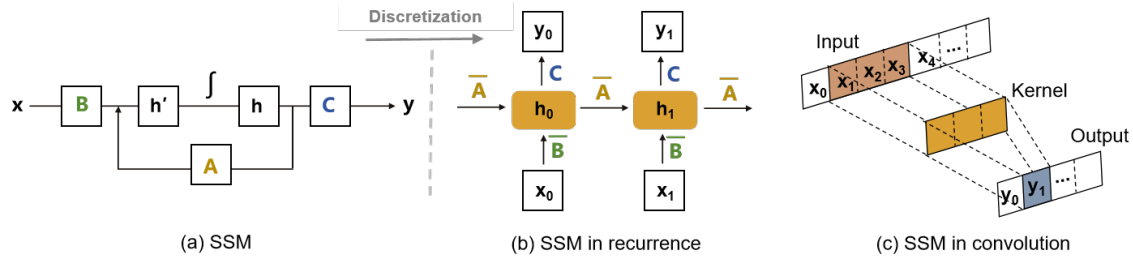 Discretization
x B h′ ∫ h C y
A
(a) SSM
y₀ y₁
C C
A̅ h₀ A̅ h₁ A̅
B̅ B̅
x₀ x₁
(b) SSM in recurrence
Input
x₀ x₁ x₂ x₃ x₄ ...
Kernel
Output
y₀ y₁ ...
(c) SSM in convolution